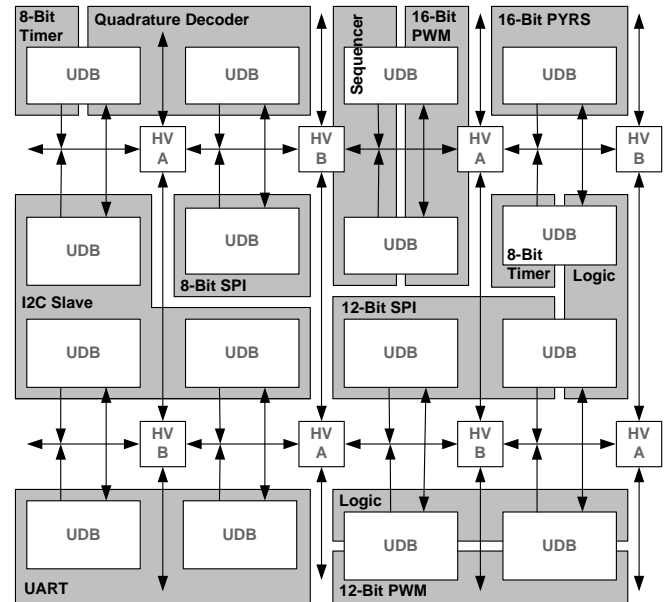 8-Bit
Timer
Quadrature Decoder
Sequencer
16-Bit
PWM
16-Bit PYRS
UDB
UDB
UDB
UDB
HV
A
HV
B
HV
A
HV
B
UDB
UDB
UDB
UDB
8-Bit SPI
8-Bit
Timer
Logic
I2C Slave
12-Bit SPI
UDB
UDB
UDB
UDB
HV
B
HV
A
HV
B
HV
A
Logic
UDB
UDB
UDB
UDB
UART
12-Bit PWM